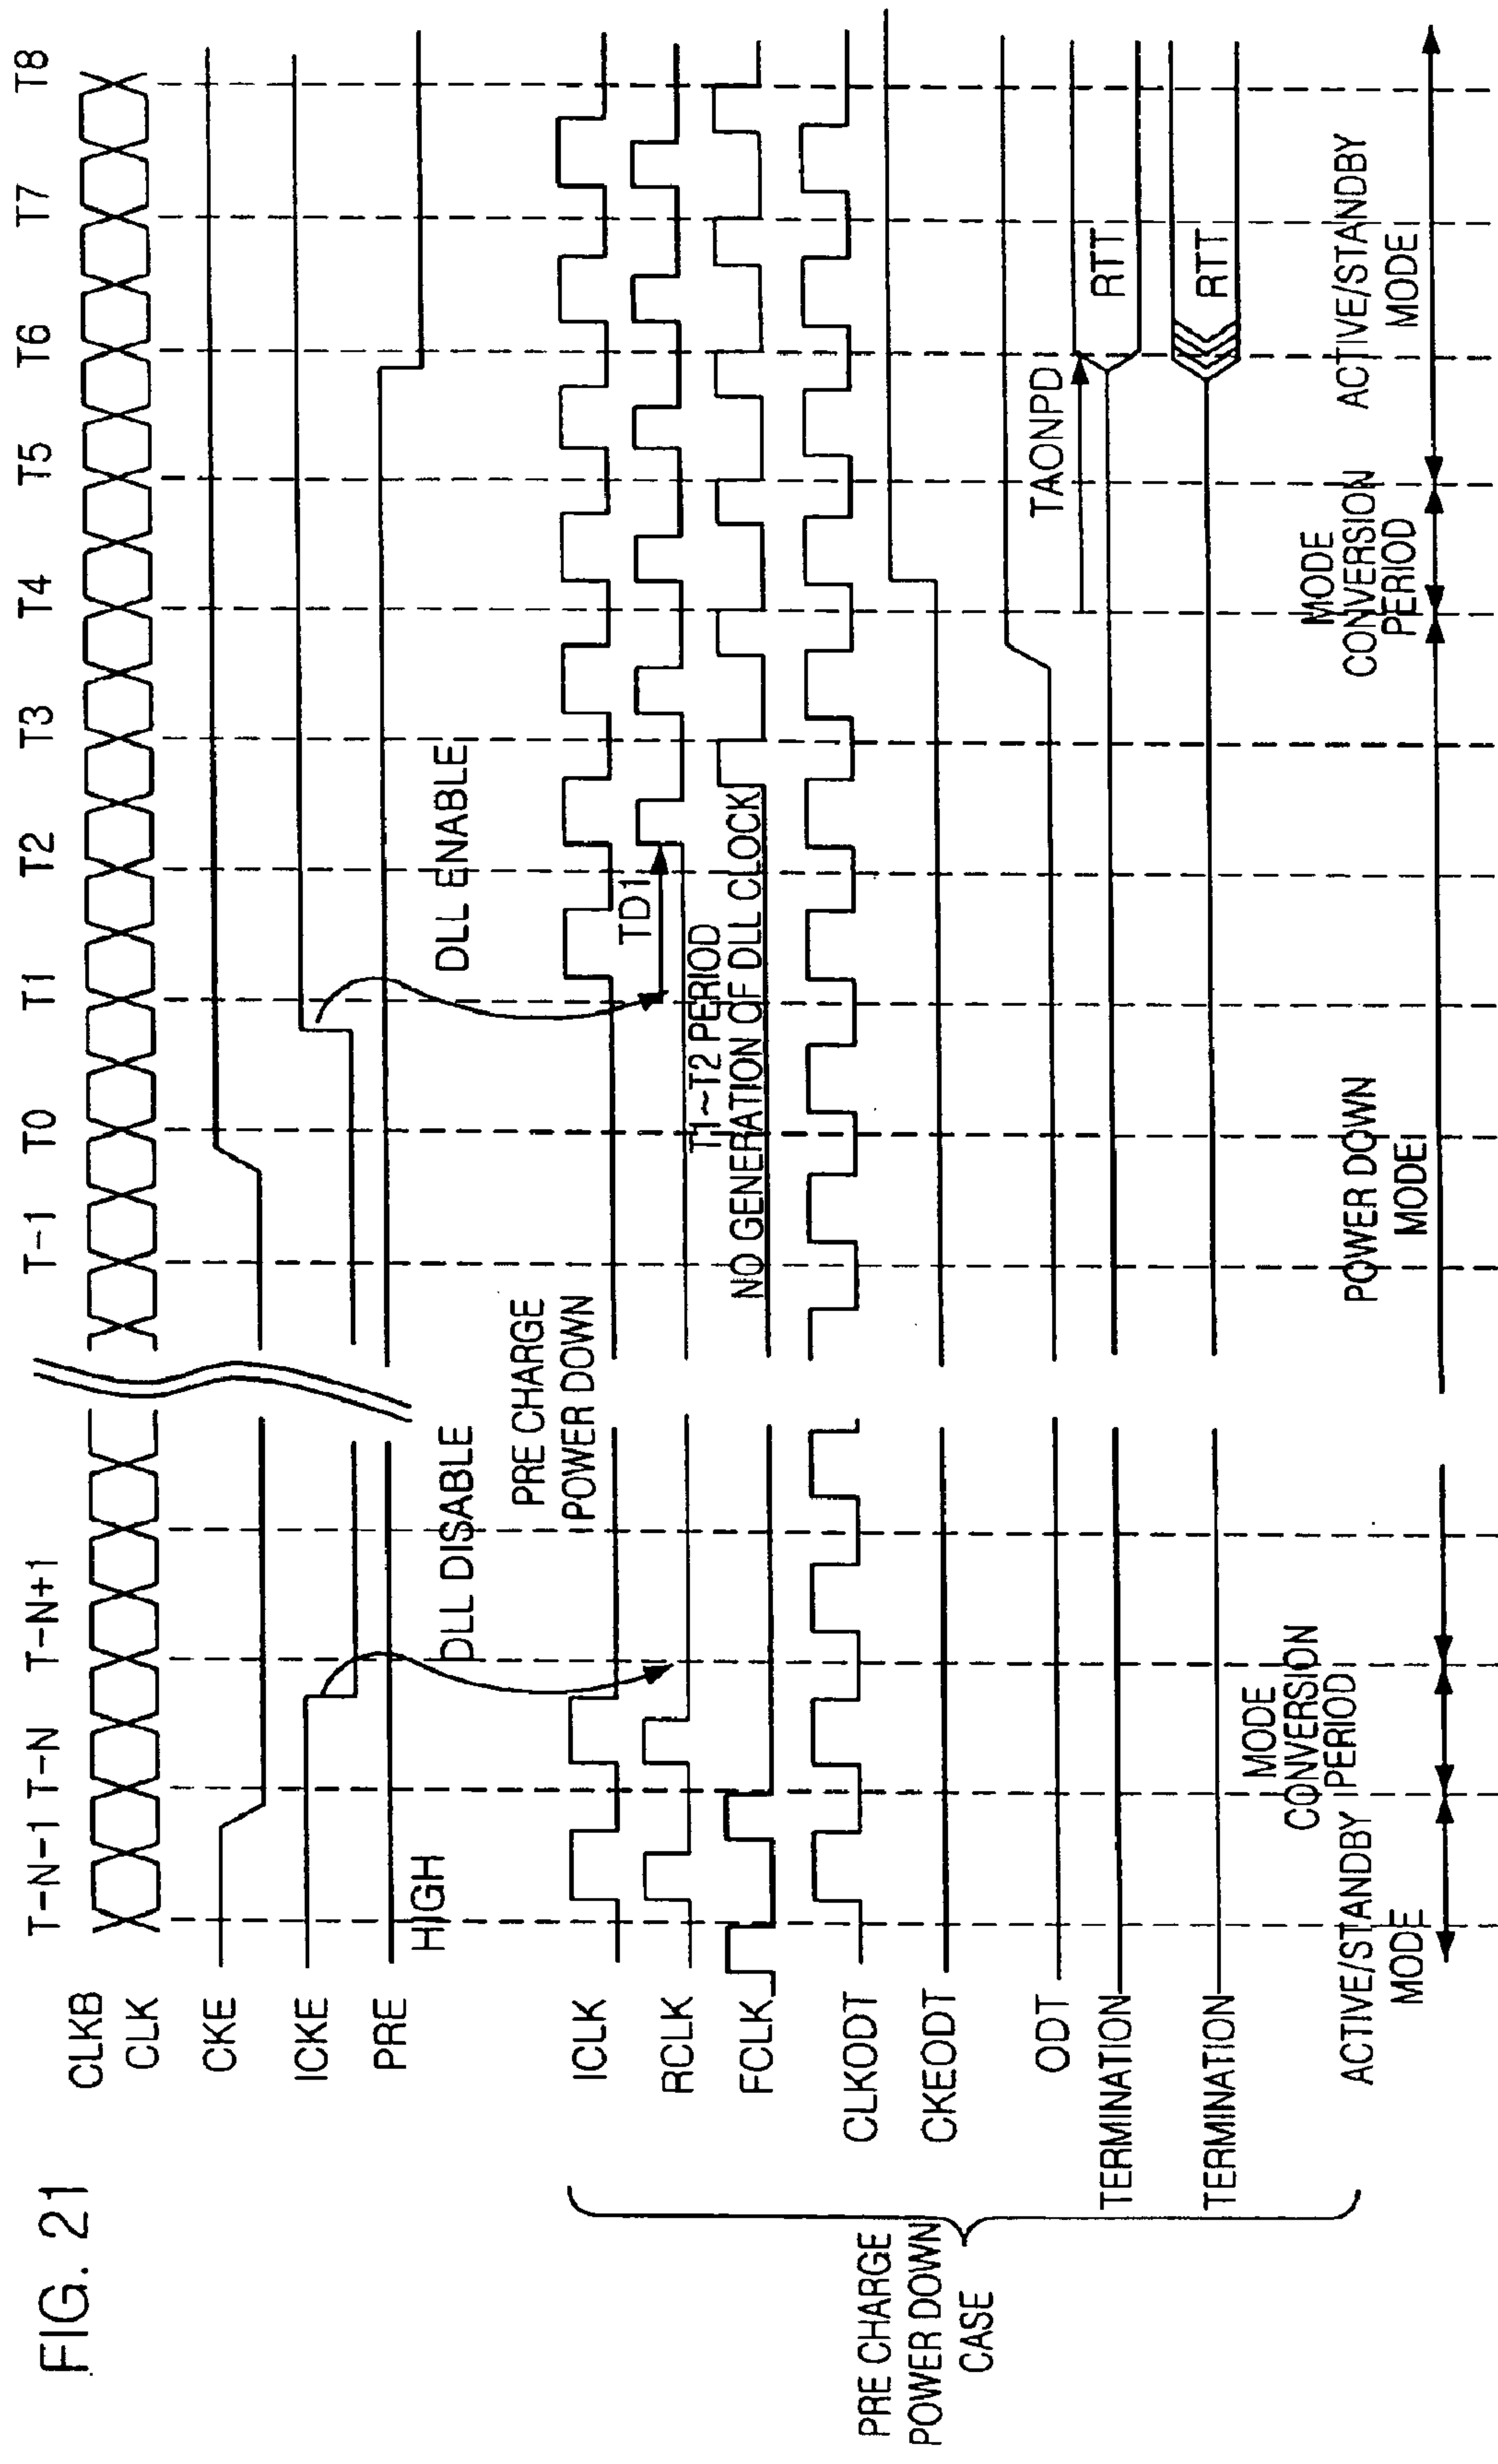 FIG. 21
T-N-1 T-N T-N+1 T-1 T0 T1 T2 T3 T4 T5 T6 T7 T8
CLKB
CLK
CKE
ICKE
PRE
HIGH
DLL DISABLE
DLL ENABLE
PRE CHARGE
POWER DOWN
ICLK
RCLK
TD1
T1~T2 PERIOD
NO GENERATION OF DLL CLOCK
FCLK
CLKODT
CKEODT
ODT
TAONPD
TERMINATION
RTT
TERMINATION
RTT
PRE CHARGE
POWER DOWN
CASE
ACTIVE/STANDBY
MODE
MODE
CONVERSION
PERIOD
POWER DOWN
MODE
MODE
CONVERSION
PERIOD
ACTIVE/STANDBY
MODE